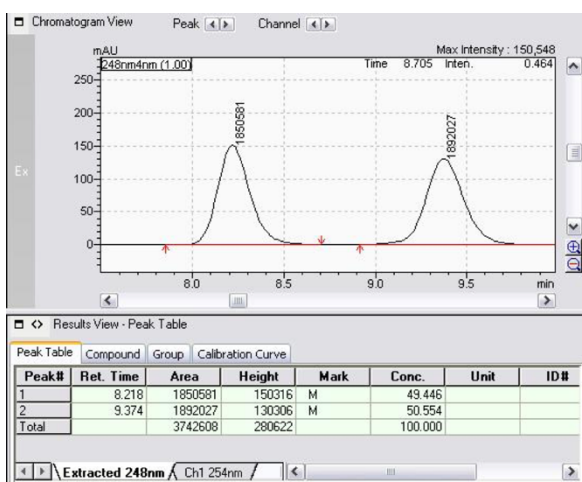 Chromatogram View Peak Channel
mAU
Max Intensity : 150,548
248nm4nm (1.00)
Time 8.705 Inten. 0.464
250
200
150
100
50
0
1850581
1892027
Ex
8.0 8.5 9.0 9.5 min
Results View - Peak Table
Peak Table Compound Group Calibration Curve
Peak# Ret. Time Area Height Mark Conc. Unit ID#
1 8.218 1850581 150316 M 49.446
2 9.374 1892027 130306 M 50.554
Total 3742608 280622 100.000
Extracted 248nm Ch1 254nm